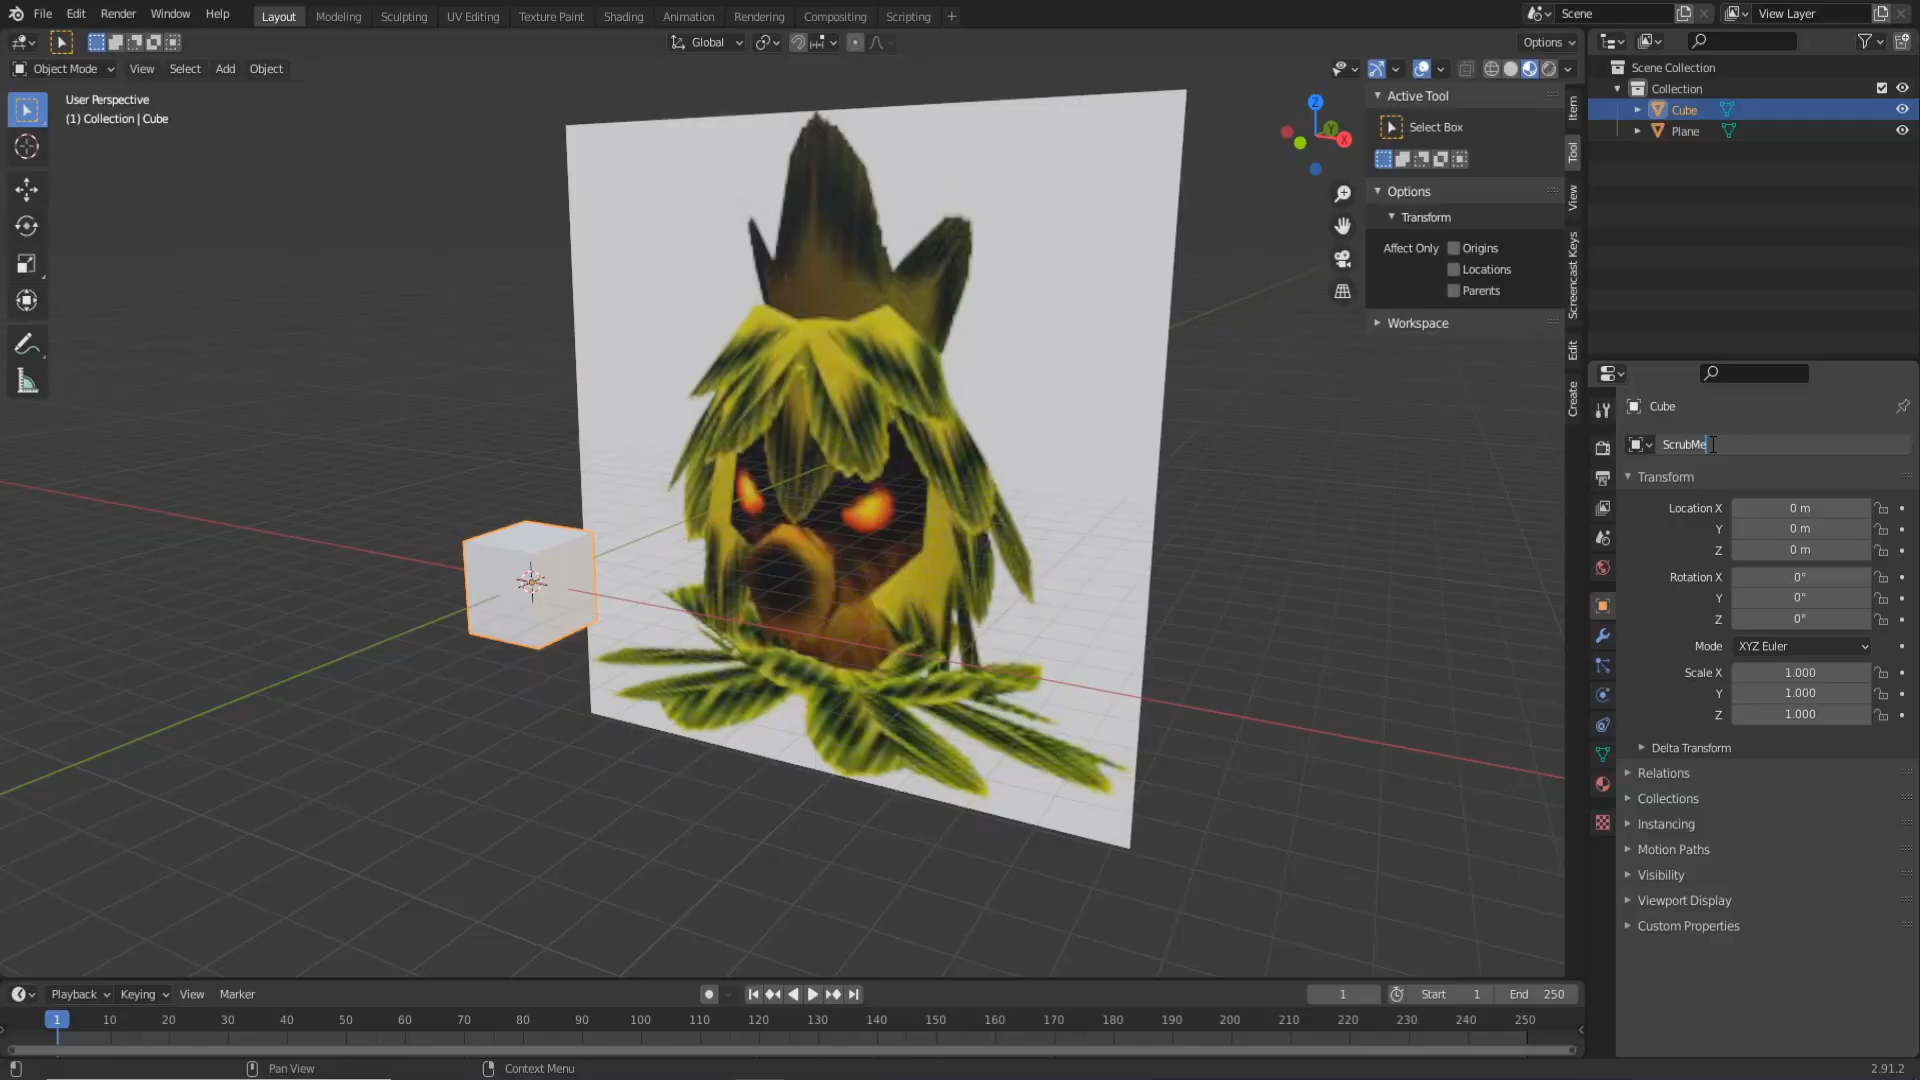 File Edit Render Window Help Layout Modeling Sculpting UV Editing Texture Paint Shading Animation Rendering Compositing Scripting + Scene View Layer
Global Options
Object Mode View Select Add Object
User Perspective
(1) Collection | Cube
Z
Y
X
Active Tool
Select Box
Options
Transform
Affect Only Origins
Locations
Parents
Workspace
Item
Tool
View
Screencast Keys
Edit
Create
Scene Collection
Collection
Cube
Plane
Cube
ScrubMe
Transform
Location X 0 m
Y 0 m
Z 0 m
Rotation X 0°
Y 0°
Z 0°
Mode XYZ Euler
Scale X 1.000
Y 1.000
Z 1.000
Delta Transform
Relations
Collections
Instancing
Motion Paths
Visibility
Viewport Display
Custom Properties
Playback Keying View Marker 1 Start 1 End 250
1 10 20 30 40 50 60 70 80 90 100 110 120 130 140 150 160 170 180 190 200 210 220 230 240 250
Pan View Context Menu 2.91.2